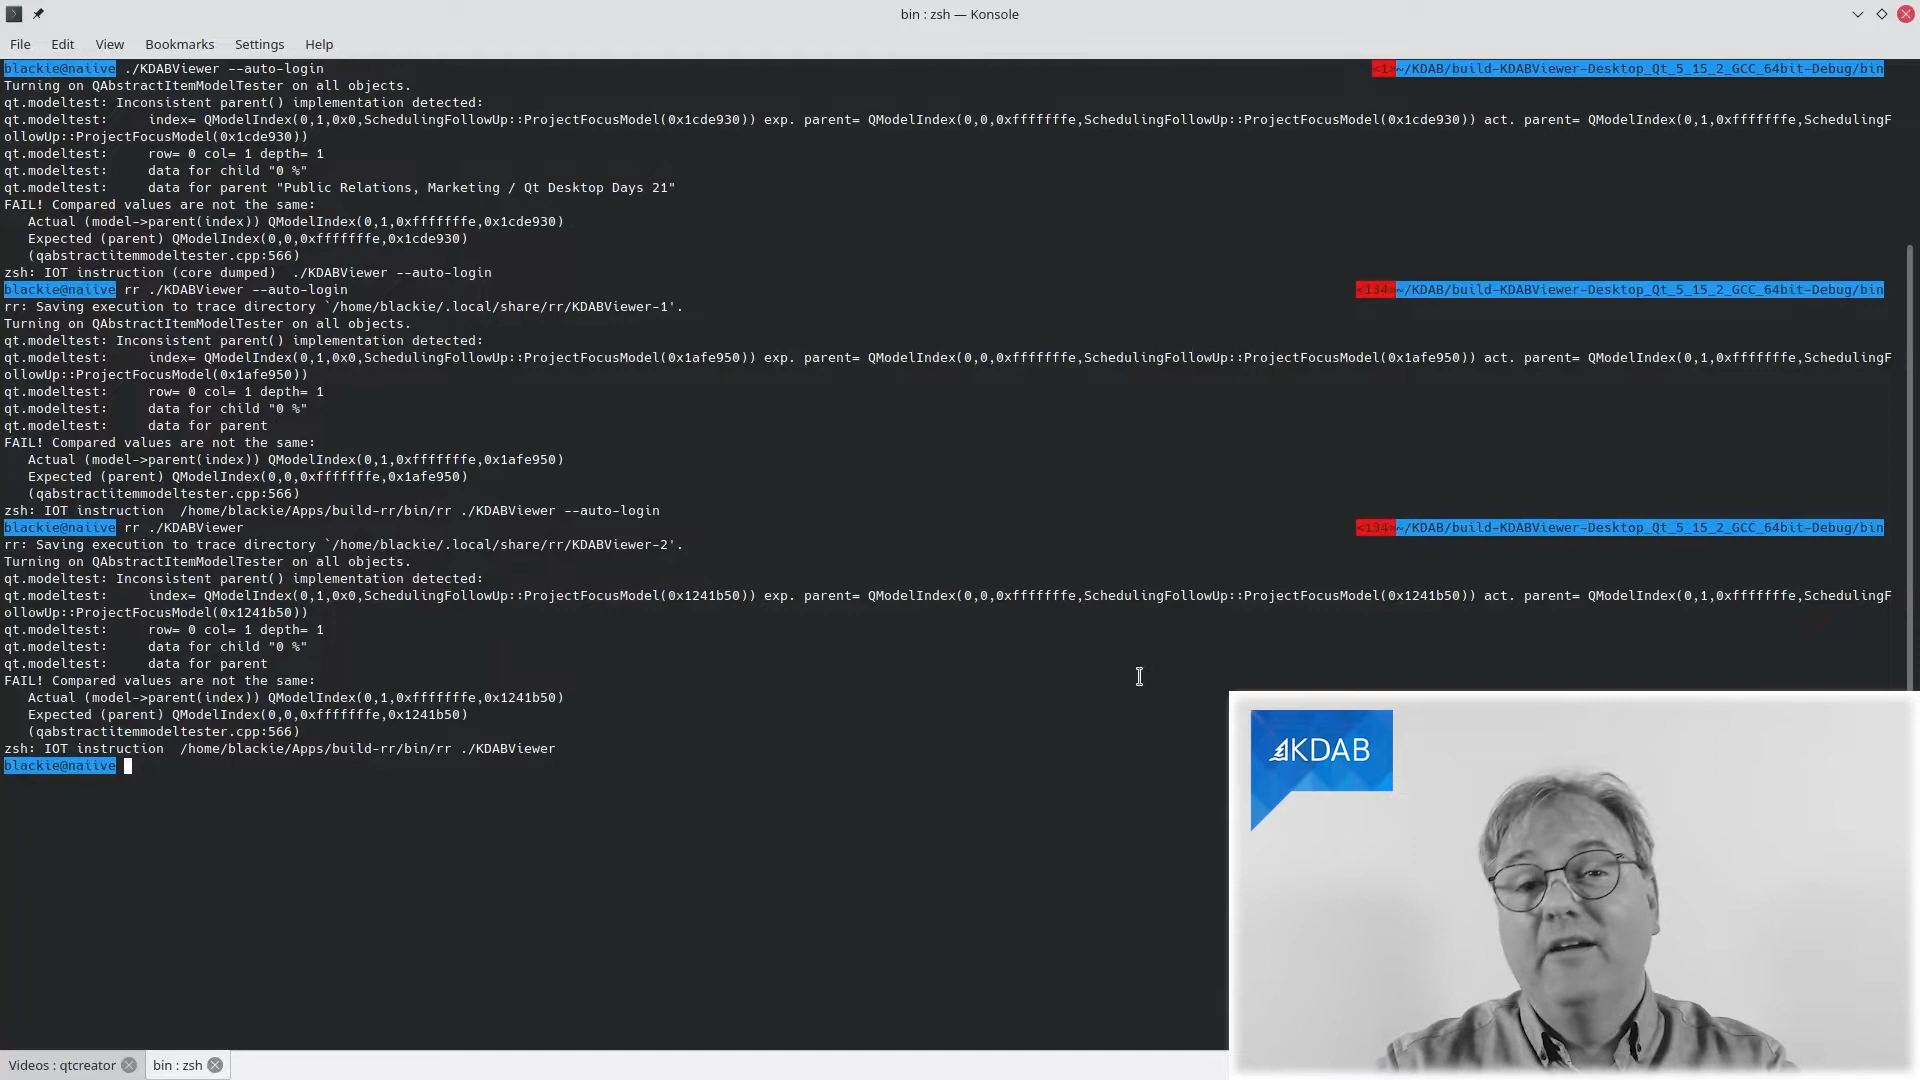 bin : zsh — Konsole
File Edit View Bookmarks Settings Help
blackie@naiive ./KDABViewer --auto-login <1>~/KDAB/build-KDABViewer-Desktop_Qt_5_15_2_GCC_64bit-Debug/bin
Turning on QAbstractItemModelTester on all objects.
qt.modeltest: Inconsistent parent() implementation detected:
qt.modeltest:     index= QModelIndex(0,1,0x0,SchedulingFollowUp::ProjectFocusModel(0x1cde930)) exp. parent= QModelIndex(0,0,0xfffffffe,SchedulingFollowUp::ProjectFocusModel(0x1cde930)) act. parent= QModelIndex(0,1,0xfffffffe,SchedulingF
ollowUp::ProjectFocusModel(0x1cde930))
qt.modeltest:     row= 0 col= 1 depth= 1
qt.modeltest:     data for child "0 %"
qt.modeltest:     data for parent "Public Relations, Marketing / Qt Desktop Days 21"
FAIL! Compared values are not the same:
   Actual (model->parent(index)) QModelIndex(0,1,0xfffffffe,0x1cde930)
   Expected (parent) QModelIndex(0,0,0xfffffffe,0x1cde930)
   (qabstractitemmodeltester.cpp:566)
zsh: IOT instruction (core dumped)  ./KDABViewer --auto-login
blackie@naiive rr ./KDABViewer --auto-login <134>~/KDAB/build-KDABViewer-Desktop_Qt_5_15_2_GCC_64bit-Debug/bin
rr: Saving execution to trace directory `/home/blackie/.local/share/rr/KDABViewer-1'.
Turning on QAbstractItemModelTester on all objects.
qt.modeltest: Inconsistent parent() implementation detected:
qt.modeltest:     index= QModelIndex(0,1,0x0,SchedulingFollowUp::ProjectFocusModel(0x1afe950)) exp. parent= QModelIndex(0,0,0xfffffffe,SchedulingFollowUp::ProjectFocusModel(0x1afe950)) act. parent= QModelIndex(0,1,0xfffffffe,SchedulingF
ollowUp::ProjectFocusModel(0x1afe950))
qt.modeltest:     row= 0 col= 1 depth= 1
qt.modeltest:     data for child "0 %"
qt.modeltest:     data for parent
FAIL! Compared values are not the same:
   Actual (model->parent(index)) QModelIndex(0,1,0xfffffffe,0x1afe950)
   Expected (parent) QModelIndex(0,0,0xfffffffe,0x1afe950)
   (qabstractitemmodeltester.cpp:566)
zsh: IOT instruction  /home/blackie/Apps/build-rr/bin/rr ./KDABViewer --auto-login
blackie@naiive rr ./KDABViewer <134>~/KDAB/build-KDABViewer-Desktop_Qt_5_15_2_GCC_64bit-Debug/bin
rr: Saving execution to trace directory `/home/blackie/.local/share/rr/KDABViewer-2'.
Turning on QAbstractItemModelTester on all objects.
qt.modeltest: Inconsistent parent() implementation detected:
qt.modeltest:     index= QModelIndex(0,1,0x0,SchedulingFollowUp::ProjectFocusModel(0x1241b50)) exp. parent= QModelIndex(0,0,0xfffffffe,SchedulingFollowUp::ProjectFocusModel(0x1241b50)) act. parent= QModelIndex(0,1,0xfffffffe,SchedulingF
ollowUp::ProjectFocusModel(0x1241b50))
qt.modeltest:     row= 0 col= 1 depth= 1
qt.modeltest:     data for child "0 %"
qt.modeltest:     data for parent
FAIL! Compared values are not the same:
   Actual (model->parent(index)) QModelIndex(0,1,0xfffffffe,0x1241b50)
   Expected (parent) QModelIndex(0,0,0xfffffffe,0x1241b50)
   (qabstractitemmodeltester.cpp:566)
zsh: IOT instruction  /home/blackie/Apps/build-rr/bin/rr ./KDABViewer
blackie@naiive
KDAB
Videos : qtcreator bin : zsh